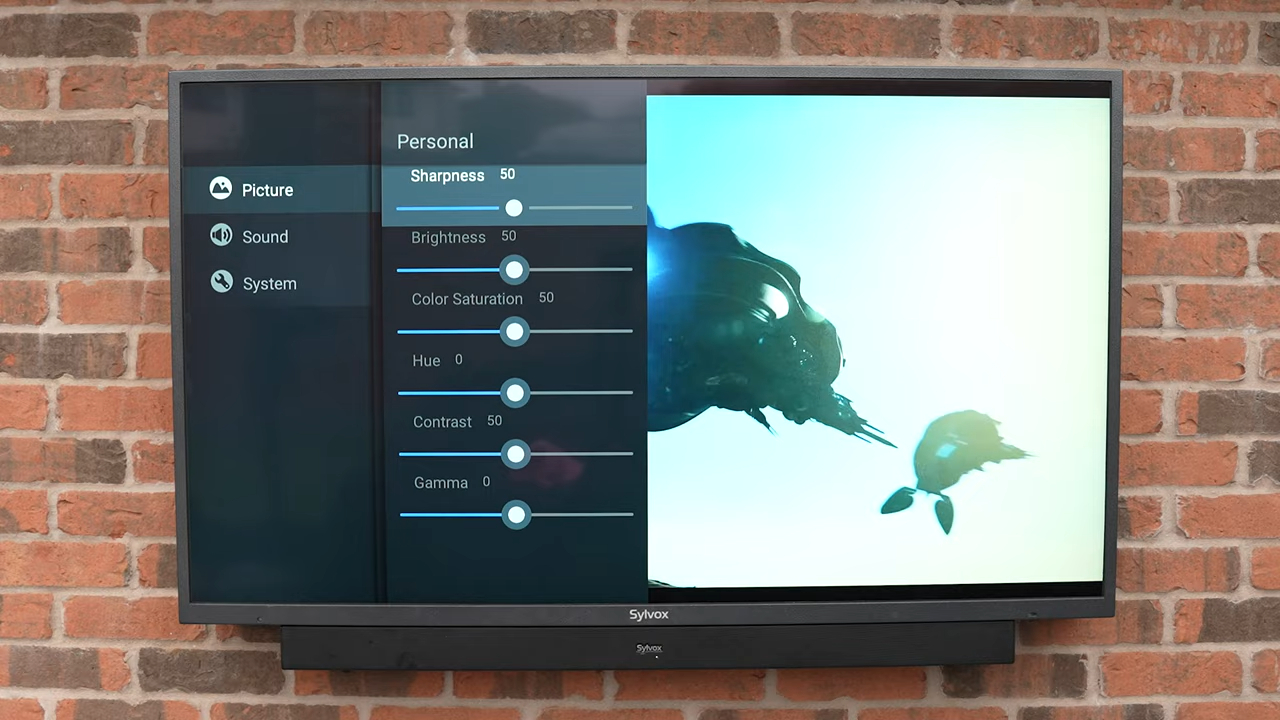 Picture
Sound
System
Personal
Sharpness 50
Brightness 50
Color Saturation 50
Hue 0
Contrast 50
Gamma 0
Sylvox
Sylvox